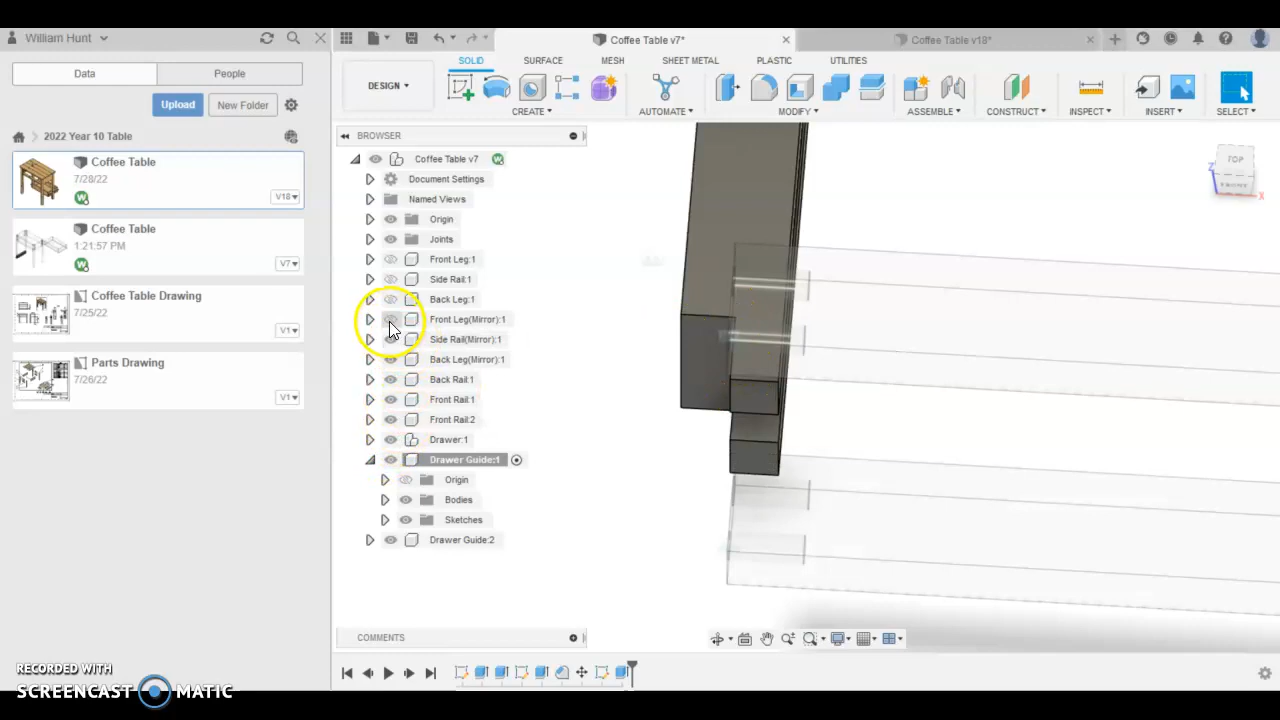 William Hunt
Data
People
Upload
New Folder
2022 Year 10 Table
Coffee Table
7/28/22
V18
Coffee Table
1:21:57 PM
V7
Coffee Table Drawing
7/25/22
V1
Parts Drawing
7/26/22
V1
Coffee Table v7*
Coffee Table v18*
DESIGN
SOLID
SURFACE
MESH
SHEET METAL
PLASTIC
UTILITIES
CREATE
AUTOMATE
MODIFY
ASSEMBLE
CONSTRUCT
INSPECT
INSERT
SELECT
BROWSER
Coffee Table v7
Document Settings
Named Views
Origin
Joints
Front Leg:1
Side Rail:1
Back Leg:1
Front Leg(Mirror):1
Side Rail(Mirror):1
Back Leg(Mirror):1
Back Rail:1
Front Rail:1
Front Rail:2
Drawer:1
Drawer Guide:1
Origin
Bodies
Sketches
Drawer Guide:2
TOP
Z
X
COMMENTS
RECORDED WITH
SCREENCAST MATIC